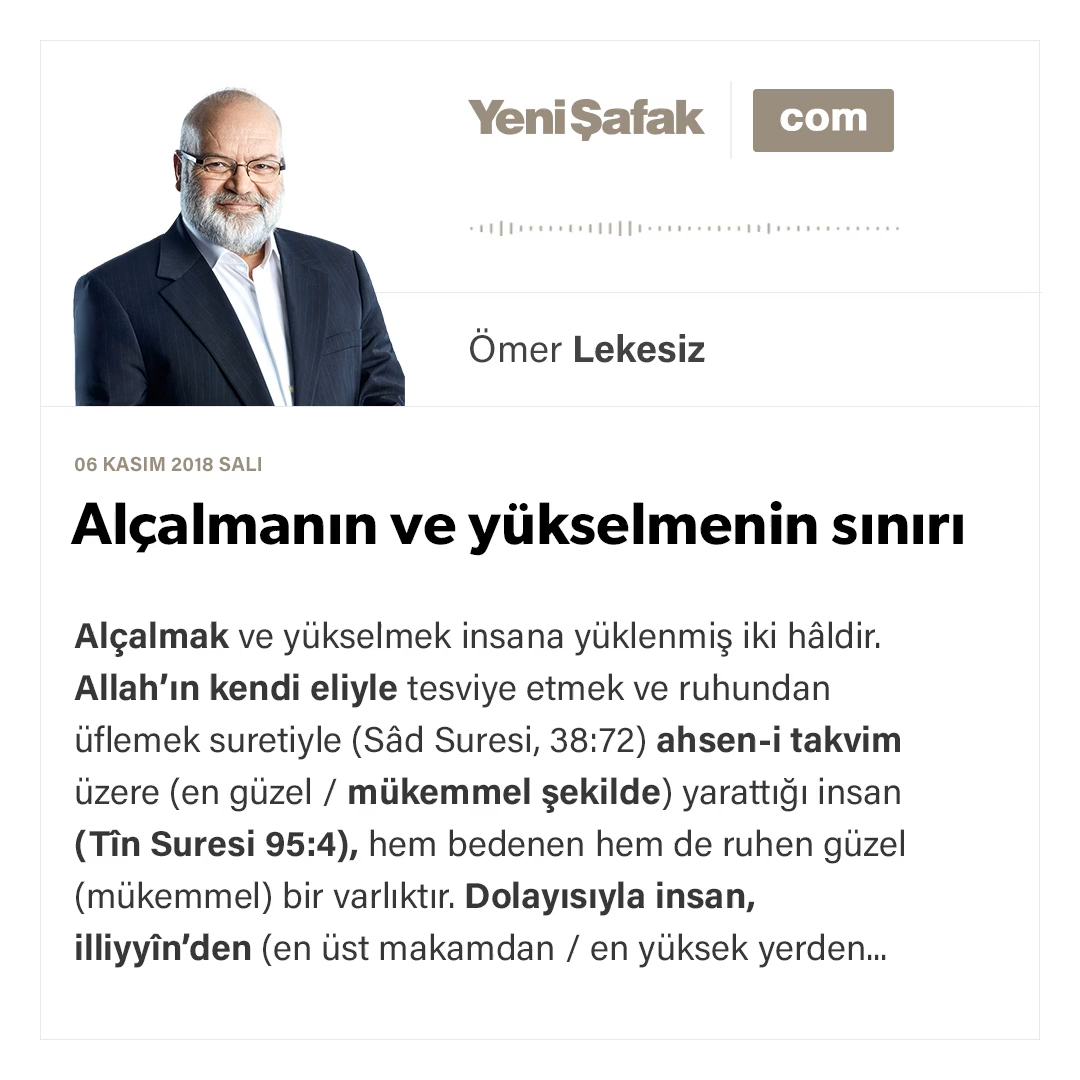 YeniŞafak com
Ömer Lekesiz
06 KASIM 2018 SALI
Alçalmanın ve yükselmenin sınırı
Alçalmak ve yükselmek insana yüklenmiş iki hâldir.
Allah’ın kendi eliyle tesviye etmek ve ruhundan
üflemek suretiyle (Sâd Suresi, 38:72) ahsen-i takvim
üzere (en güzel / mükemmel şekilde) yarattığı insan
(Tîn Suresi 95:4), hem bedenen hem de ruhen güzel
(mükemmel) bir varlıktır. Dolayısıyla insan,
illiyyîn’den (en üst makamdan / en yüksek yerden...